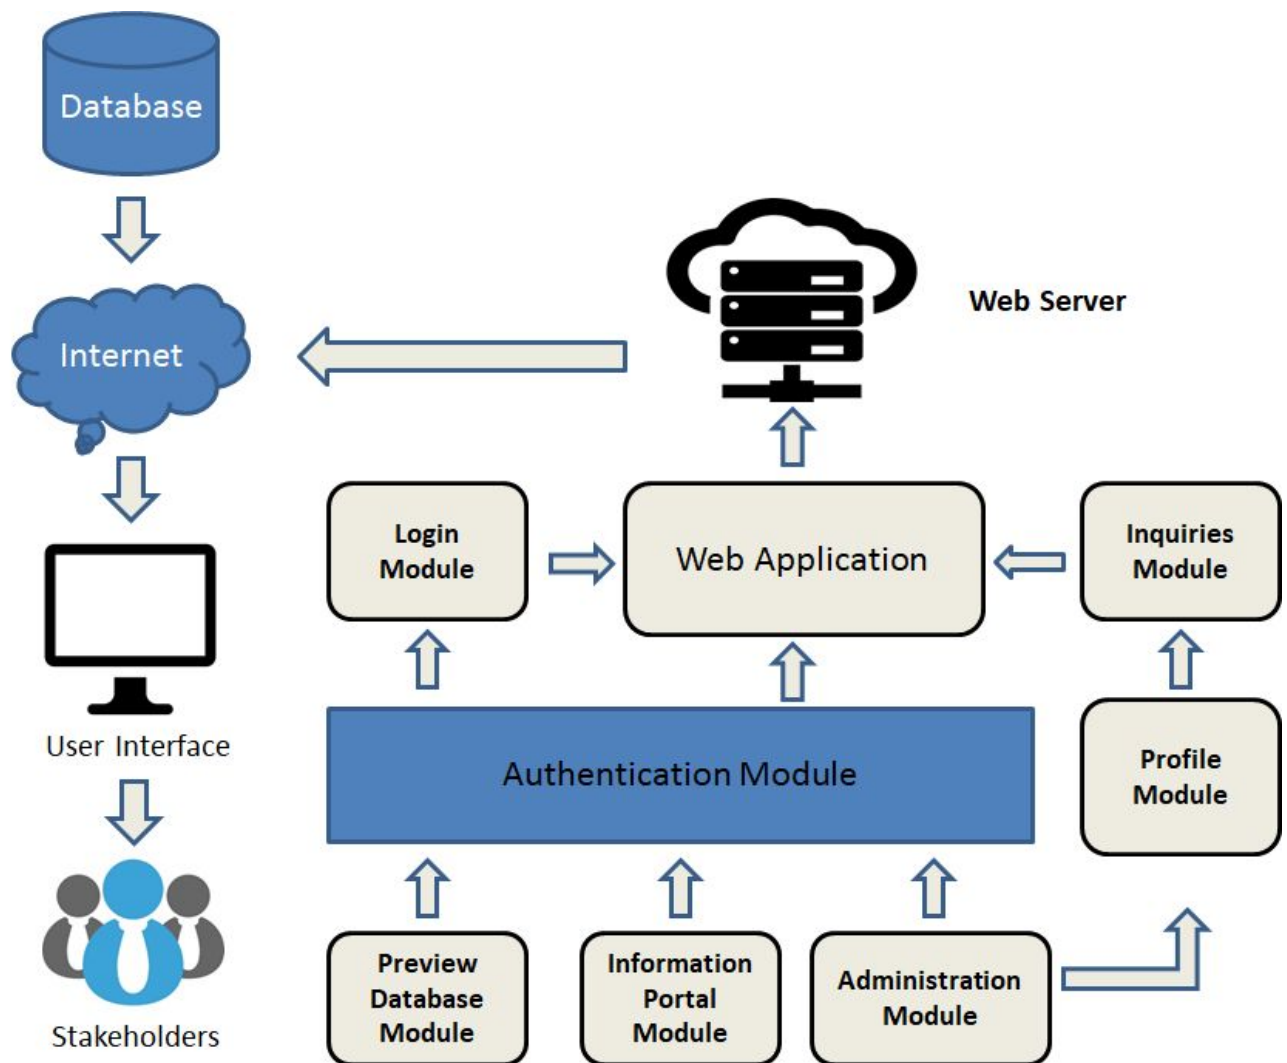 Database
Internet
Web Server
Login
Module
Web Application
Inquiries
Module
User Interface
Authentication Module
Profile
Module
Stakeholders
Preview
Database
Module
Information
Portal
Module
Administration
Module